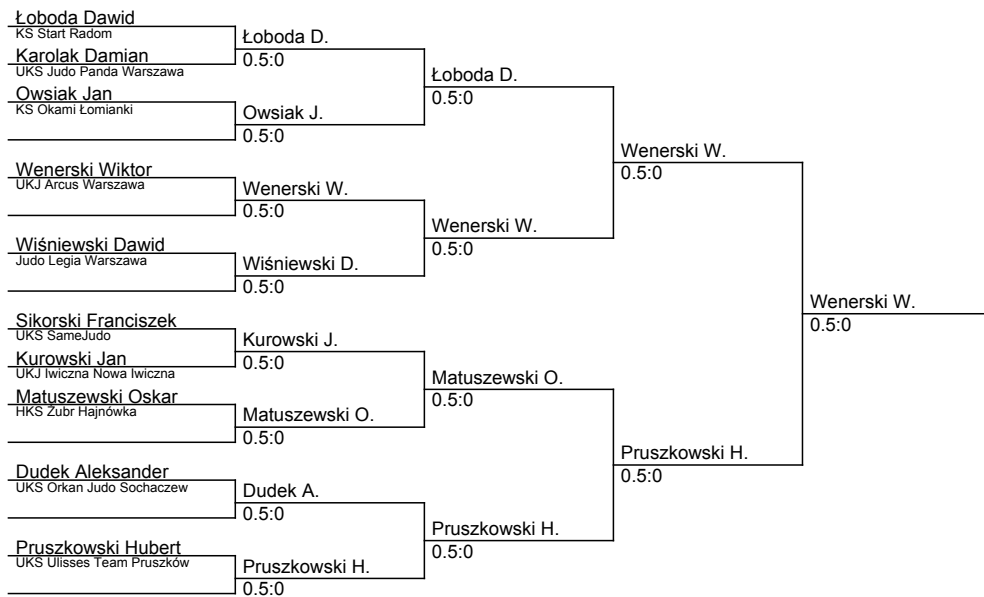 Łoboda Dawid
KS Start Radom
Karolak Damian
UKS Judo Panda Warszawa
Owsiak Jan
KS Okami Łomianki
Wenerski Wiktor
UKJ Arcus Warszawa
Wiśniewski Dawid
Judo Legia Warszawa
Sikorski Franciszek
UKS SameJudo
Kurowski Jan
UKJ Iwiczna Nowa Iwiczna
Matuszewski Oskar
HKS Żubr Hajnówka
Dudek Aleksander
UKS Orkan Judo Sochaczew
Pruszkowski Hubert
UKS Ulisses Team Pruszków
Łoboda D.
0.5:0
Owsiak J.
0.5:0
Wenerski W.
0.5:0
Wiśniewski D.
0.5:0
Kurowski J.
0.5:0
Matuszewski O.
0.5:0
Dudek A.
0.5:0
Pruszkowski H.
0.5:0
Łoboda D.
0.5:0
Wenerski W.
0.5:0
Matuszewski O.
0.5:0
Pruszkowski H.
0.5:0
Wenerski W.
0.5:0
Pruszkowski H.
0.5:0
Wenerski W.
0.5:0